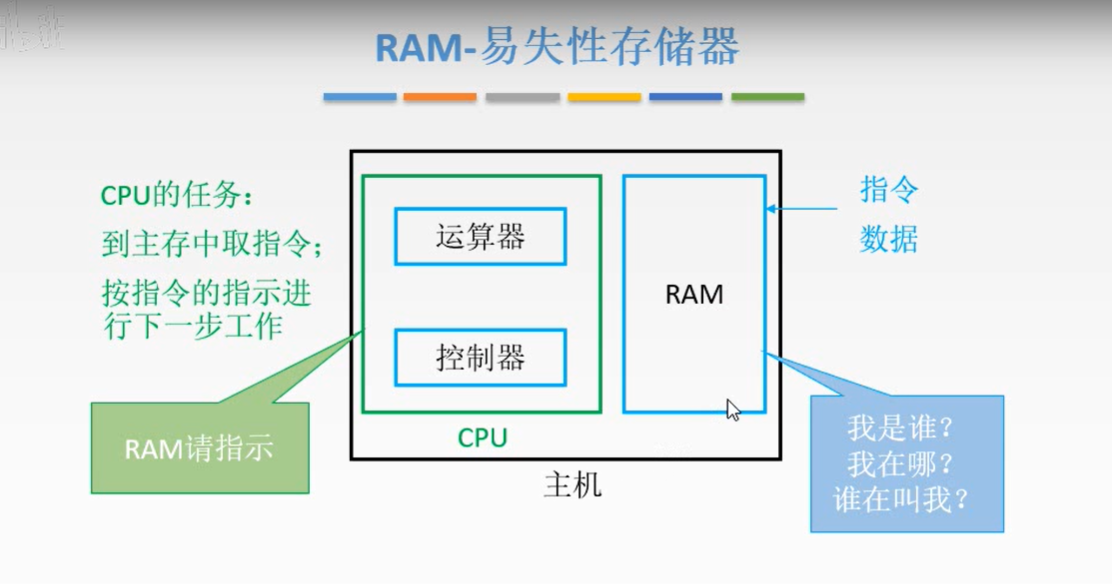 RAM-易失性存储器
CPU的任务：
到主存中取指令；
按指令的指示进
行下一步工作
RAM请指示
运算器
控制器
CPU
主机
RAM
指令
数据
我是谁？
我在哪？
谁在叫我？